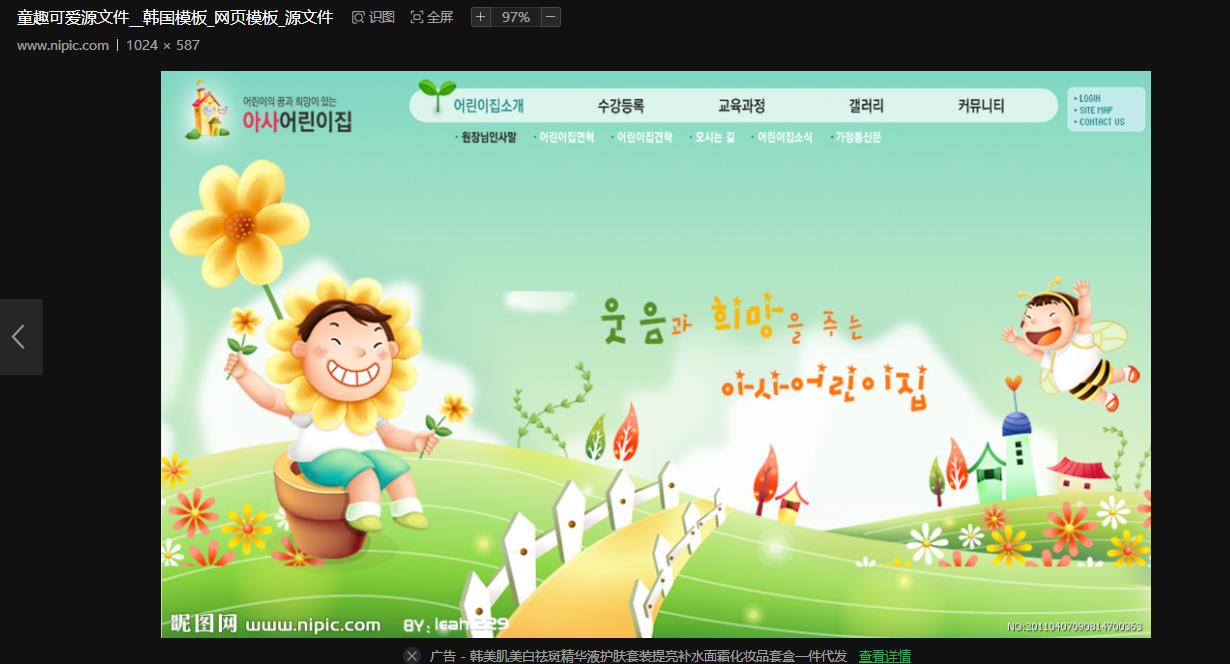 童趣可爱源文件__韩国模板_网页模板_源文件 识图 全屏 + 97% −
www.nipic.com | 1024 × 587
어린이의 꿈과 희망이 있는
아사어린이집
어린이집소개 수강등록 교육과정 갤러리 커뮤니티
LOGIN
SITE MAP
CONTACT US
원장님인사말 어린이집연혁 어린이집견학 오시는 길 어린이집소식 가정통신문
웃음과 희망을 주는
아사어린이집
昵图网 www.nipic.com BY:leah1229
NO:20110407090814700363
广告 - 韩美肌美白祛斑精华液护肤套装提亮补水面霜化妆品套盒一件代发 查看详情